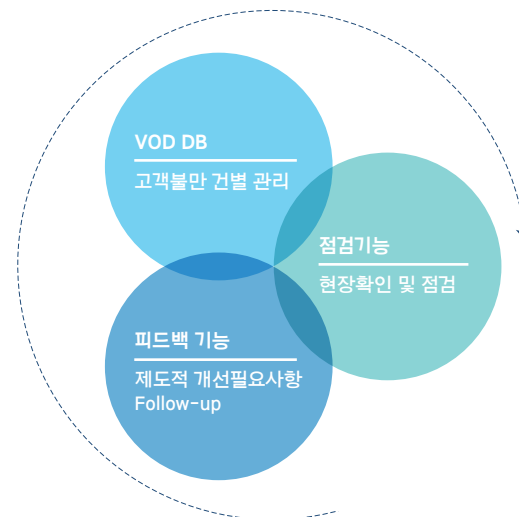 VOD DB
고객불만 건별 관리
점검기능
현장확인 및 점검
피드백 기능
제도적 개선필요사항
Follow-up